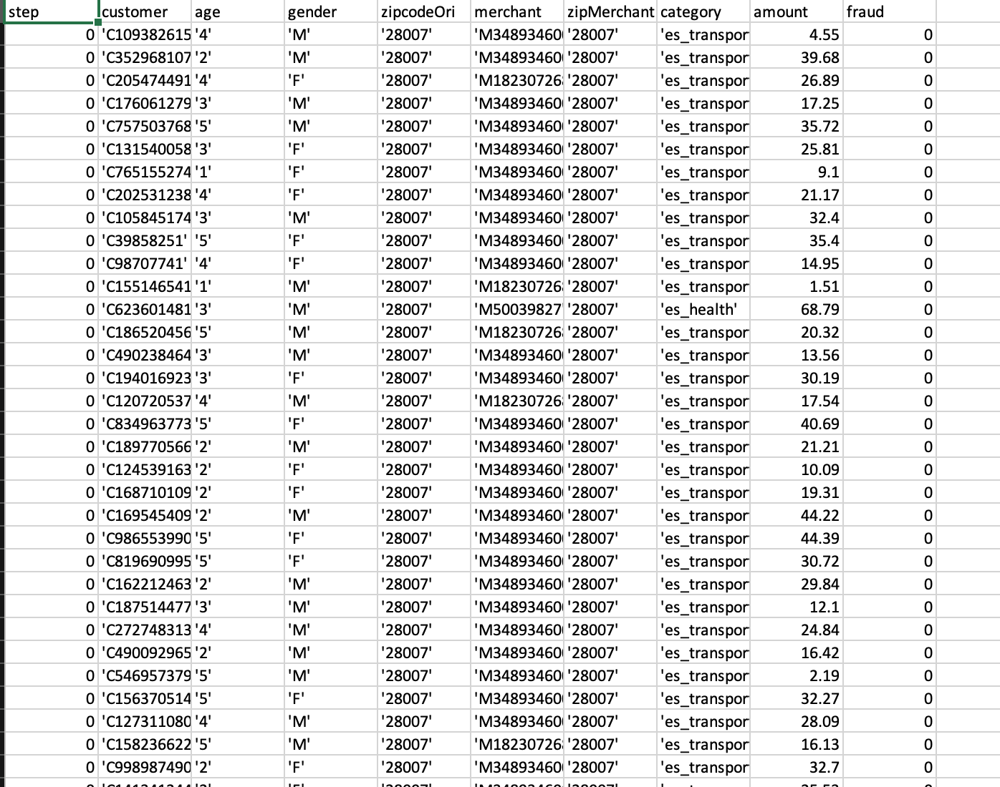 step customer age gender zipcodeOri merchant zipMerchant category amount fraud
0 'C109382615 '4' 'M' '28007' 'M34893460 '28007' 'es_transpor 4.55 0
0 'C352968107 '2' 'M' '28007' 'M34893460 '28007' 'es_transpor 39.68 0
0 'C205474491 '4' 'F' '28007' 'M18230726 '28007' 'es_transpor 26.89 0
0 'C176061279 '3' 'M' '28007' 'M34893460 '28007' 'es_transpor 17.25 0
0 'C757503768 '5' 'M' '28007' 'M34893460 '28007' 'es_transpor 35.72 0
0 'C131540058 '3' 'F' '28007' 'M34893460 '28007' 'es_transpor 25.81 0
0 'C765155274 '1' 'F' '28007' 'M34893460 '28007' 'es_transpor 9.1 0
0 'C202531238 '4' 'F' '28007' 'M34893460 '28007' 'es_transpor 21.17 0
0 'C105845174 '3' 'M' '28007' 'M34893460 '28007' 'es_transpor 32.4 0
0 'C39858251' '5' 'F' '28007' 'M34893460 '28007' 'es_transpor 35.4 0
0 'C98707741' '4' 'F' '28007' 'M34893460 '28007' 'es_transpor 14.95 0
0 'C155146541 '1' 'M' '28007' 'M18230726 '28007' 'es_transpor 1.51 0
0 'C623601481 '3' 'M' '28007' 'M50039827' '28007' 'es_health' 68.79 0
0 'C186520456 '5' 'M' '28007' 'M18230726 '28007' 'es_transpor 20.32 0
0 'C490238464 '3' 'M' '28007' 'M34893460 '28007' 'es_transpor 13.56 0
0 'C194016923 '3' 'F' '28007' 'M34893460 '28007' 'es_transpor 30.19 0
0 'C120720537 '4' 'M' '28007' 'M18230726 '28007' 'es_transpor 17.54 0
0 'C834963773 '5' 'F' '28007' 'M34893460 '28007' 'es_transpor 40.69 0
0 'C189770566 '2' 'M' '28007' 'M34893460 '28007' 'es_transpor 21.21 0
0 'C124539163 '2' 'F' '28007' 'M34893460 '28007' 'es_transpor 10.09 0
0 'C168710109 '2' 'F' '28007' 'M34893460 '28007' 'es_transpor 19.31 0
0 'C169545409 '2' 'M' '28007' 'M34893460 '28007' 'es_transpor 44.22 0
0 'C986553990 '5' 'F' '28007' 'M34893460 '28007' 'es_transpor 44.39 0
0 'C819690995 '5' 'F' '28007' 'M34893460 '28007' 'es_transpor 30.72 0
0 'C162212463 '2' 'M' '28007' 'M34893460 '28007' 'es_transpor 29.84 0
0 'C187514477 '3' 'M' '28007' 'M34893460 '28007' 'es_transpor 12.1 0
0 'C272748313 '4' 'M' '28007' 'M34893460 '28007' 'es_transpor 24.84 0
0 'C490092965 '2' 'M' '28007' 'M34893460 '28007' 'es_transpor 16.42 0
0 'C546957379 '5' 'M' '28007' 'M34893460 '28007' 'es_transpor 2.19 0
0 'C156370514 '5' 'F' '28007' 'M34893460 '28007' 'es_transpor 32.27 0
0 'C127311080 '4' 'M' '28007' 'M34893460 '28007' 'es_transpor 28.09 0
0 'C158236622 '5' 'M' '28007' 'M18230726 '28007' 'es_transpor 16.13 0
0 'C998987490 '2' 'F' '28007' 'M34893460 '28007' 'es_transpor 32.7 0